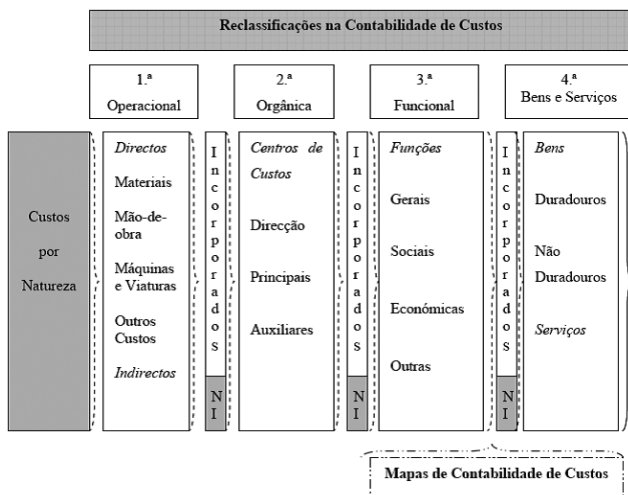 Reclassificações na Contabilidade de Custos
1.ª
Operacional
2.ª
Orgânica
3.ª
Funcional
4.ª
Bens e Serviços
Custos
por
Natureza
Directos
Materiais
Mão-de-
obra
Máquinas
e Viaturas
Outros
Custos
Indirectos
Incorporados
NI
Centros de
Custos
Direcção
Principais
Auxiliares
Incorporados
NI
Funções
Gerais
Sociais
Económicas
Outras
Incorporados
NI
Bens
Duradouros
Não
Duradouros
Serviços
Mapas de Contabilidade de Custos